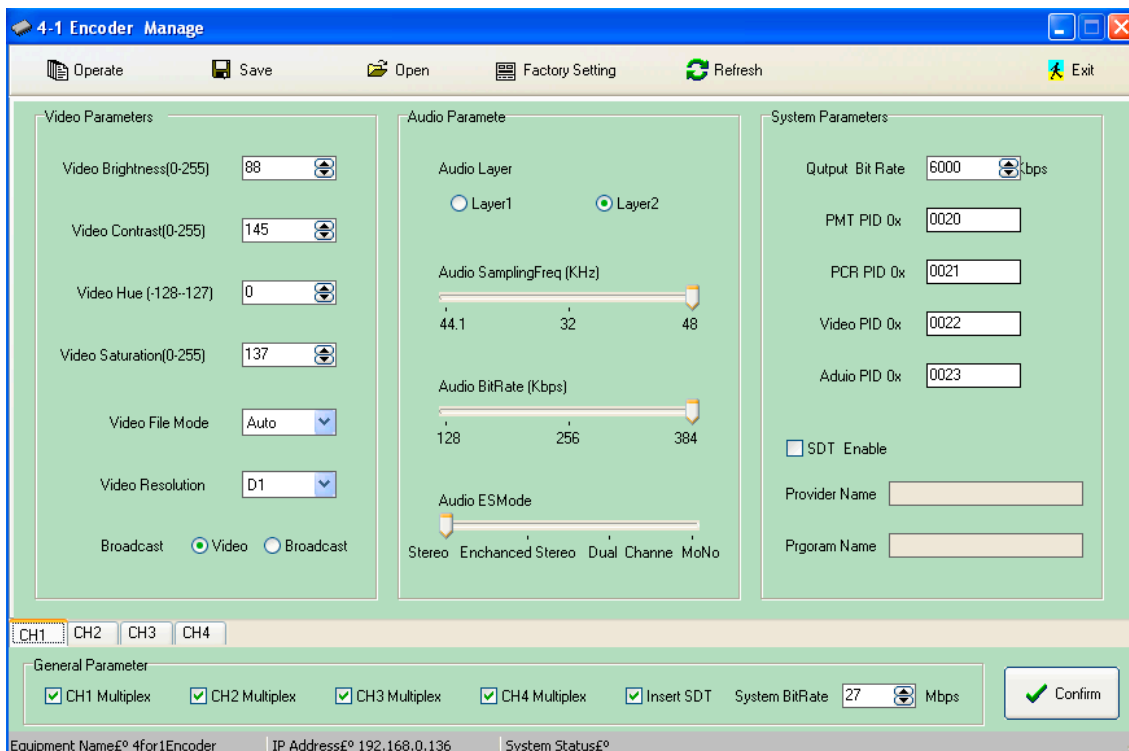 4-1 Encoder Manage
Operate Save Open Factory Setting Refresh Exit
Video Parameters
Video Brightness(0-255) 88
Video Contrast(0-255) 145
Video Hue (-128--127) 0
Video Saturation(0-255) 137
Video File Mode Auto
Video Resolution D1
Broadcast Video Broadcast
Audio Paramete
Audio Layer
Layer1 Layer2
Audio SamplingFreq (KHz)
44.1 32 48
Audio BitRate (Kbps)
128 256 384
Audio ESMode
Stereo Enchanced Stereo Dual Channe MoNo
System Parameters
Qutput Bit Rate 6000 Kbps
PMT PID 0x 0020
PCR PID 0x 0021
Video PID 0x 0022
Aduio PID 0x 0023
SDT Enable
Provider Name
Prgoram Name
CH1 CH2 CH3 CH4
General Parameter
CH1 Multiplex CH2 Multiplex CH3 Multiplex CH4 Multiplex Insert SDT System BitRate 27 Mbps
Confirm
Equipment Name£º 4for1Encoder IP Address£º 192.168.0.136 System Status£º